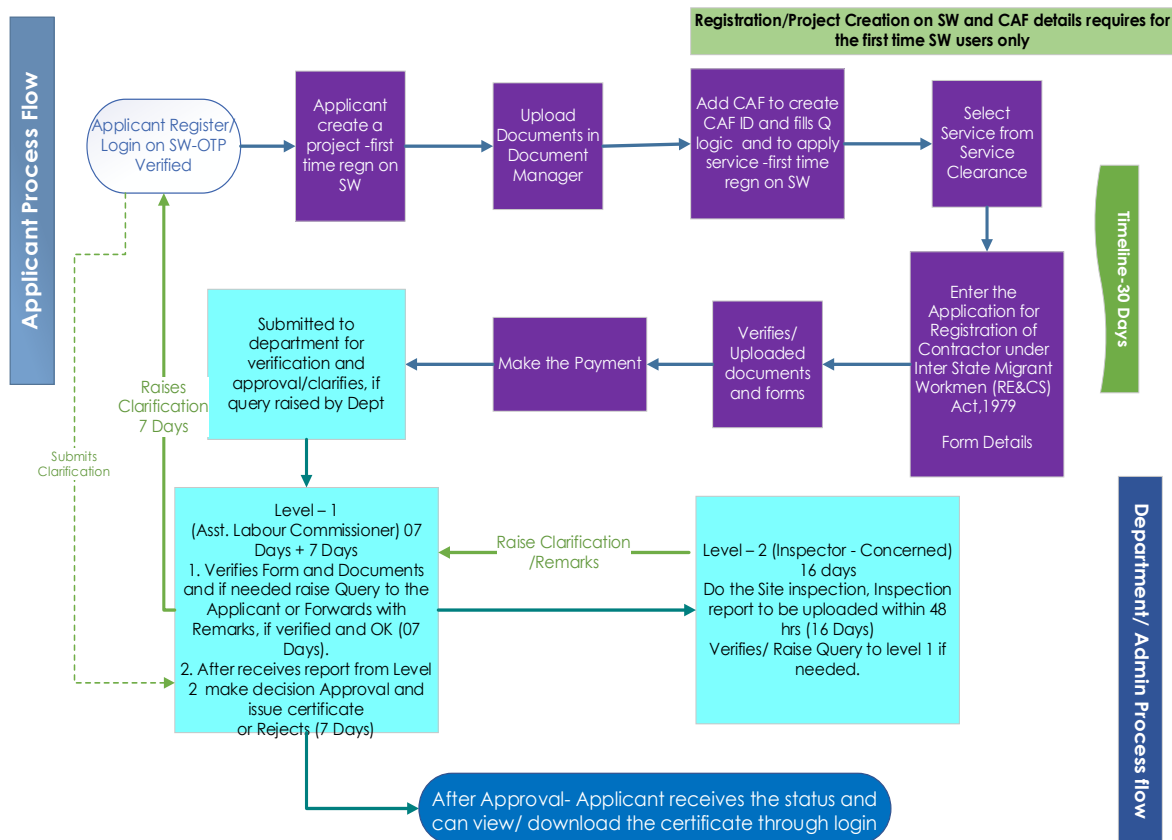 Registration/Project Creation on SW and CAF details requires for
the first time SW users only
Applicant Process Flow
Applicant Register/
Login on SW-OTP
Verified
Applicant
create a
project -first
time regn on
SW
Upload
Documents in
Document
Manager
Add CAF to create
CAF ID and fills Q
logic and to apply
service -first time
regn on SW
Select
Service from
Service
Clearance
Timeline-30 Days
Enter the
Application for
Registration of
Contractor under
Inter State Migrant
Workmen (RE&CS)
Act,1979
Form Details
Verifies/
Uploaded
documents
and forms
Make the Payment
Submitted to
department for
verification and
approval/clarifies, if
query raised by Dept
Raises
Clarification
7 Days
Submits
Clarification
Level – 1
(Asst. Labour Commissioner) 07
Days + 7 Days
1. Verifies Form and Documents
and if needed raise Query to the
Applicant or Forwards with
Remarks, if verified and OK (07
Days).
2. After receives report from Level
2 make decision Approval and
issue certificate
or Rejects (7 Days)
Raise Clarification
/Remarks
Level – 2 (Inspector - Concerned)
16 days
Do the Site inspection, Inspection
report to be uploaded within 48
hrs (16 Days)
Verifies/ Raise Query to level 1 if
needed.
Department/ Admin Process flow
After Approval- Applicant receives the status and
can view/ download the certificate through login